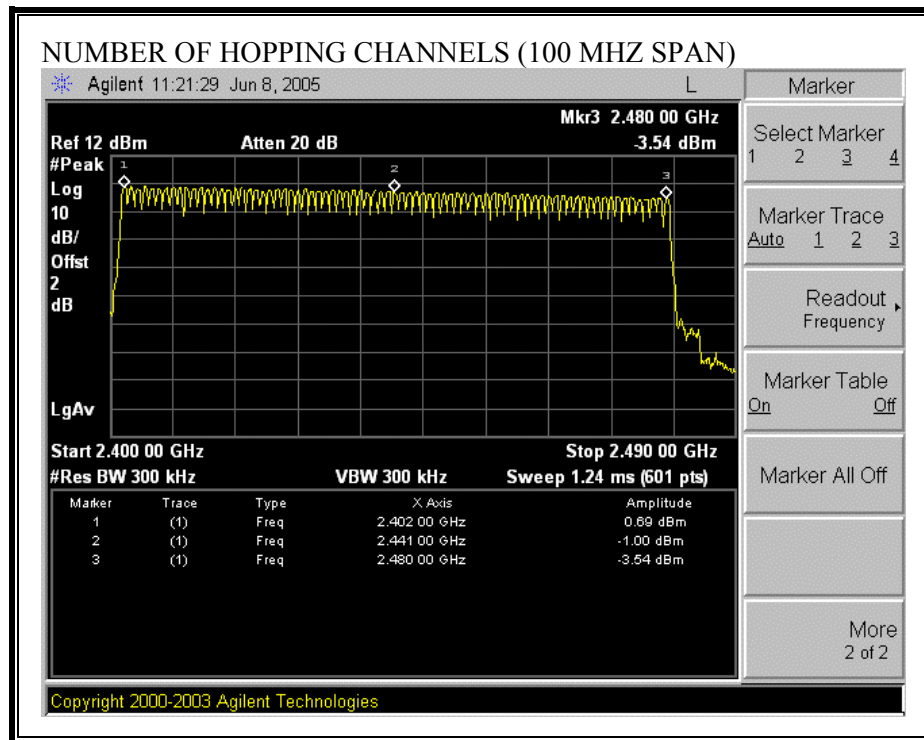 NUMBER OF HOPPING CHANNELS (100 MHZ SPAN)
Agilent 11:21:29 Jun 8, 2005 L
Mkr3 2.480 00 GHz
Ref 12 dBm Atten 20 dB -3.54 dBm
#Peak
Log
10
dB/
Offst
2
dB
LgAv
1
2
3
Start 2.400 00 GHz Stop 2.490 00 GHz
#Res BW 300 kHz VBW 300 kHz Sweep 1.24 ms (601 pts)
Marker Trace Type X Axis Amplitude
1 (1) Freq 2.402 00 GHz 0.69 dBm
2 (1) Freq 2.441 00 GHz -1.00 dBm
3 (1) Freq 2.480 00 GHz -3.54 dBm
Marker
Select Marker
1 2 3 4
Marker Trace
Auto 1 2 3
Readout
Frequency
Marker Table
On Off
Marker All Off
More
2 of 2
Copyright 2000-2003 Agilent Technologies